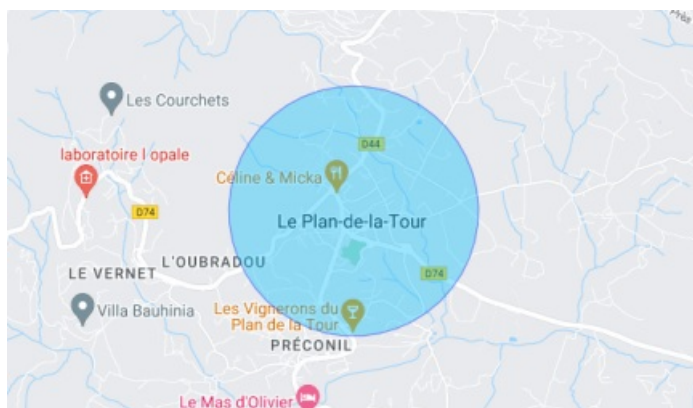 Les Courchets
D44
laboratoire l opale
Céline & Micka
D74
Le Plan-de-la-Tour
L'OUBRADOU
LE VERNET
D74
Villa Bauhinia
Les Vignerons du
Plan de la Tour
PRÉCONIL
Le Mas d'Olivier